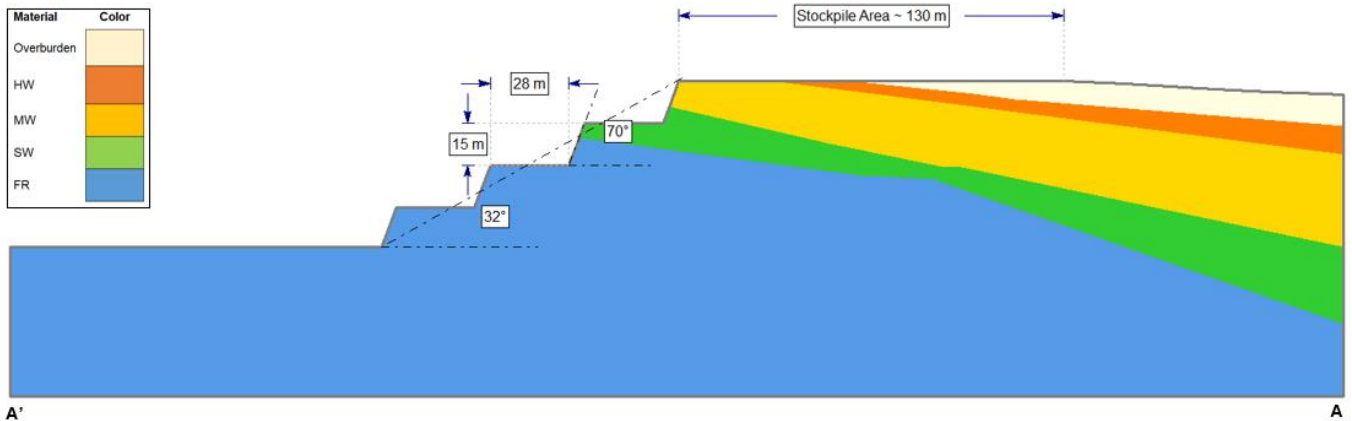 Material Color
Overburden
HW
MW
SW
FR
Stockpile Area ~ 130 m
28 m
15 m
70°
32°
A'
A